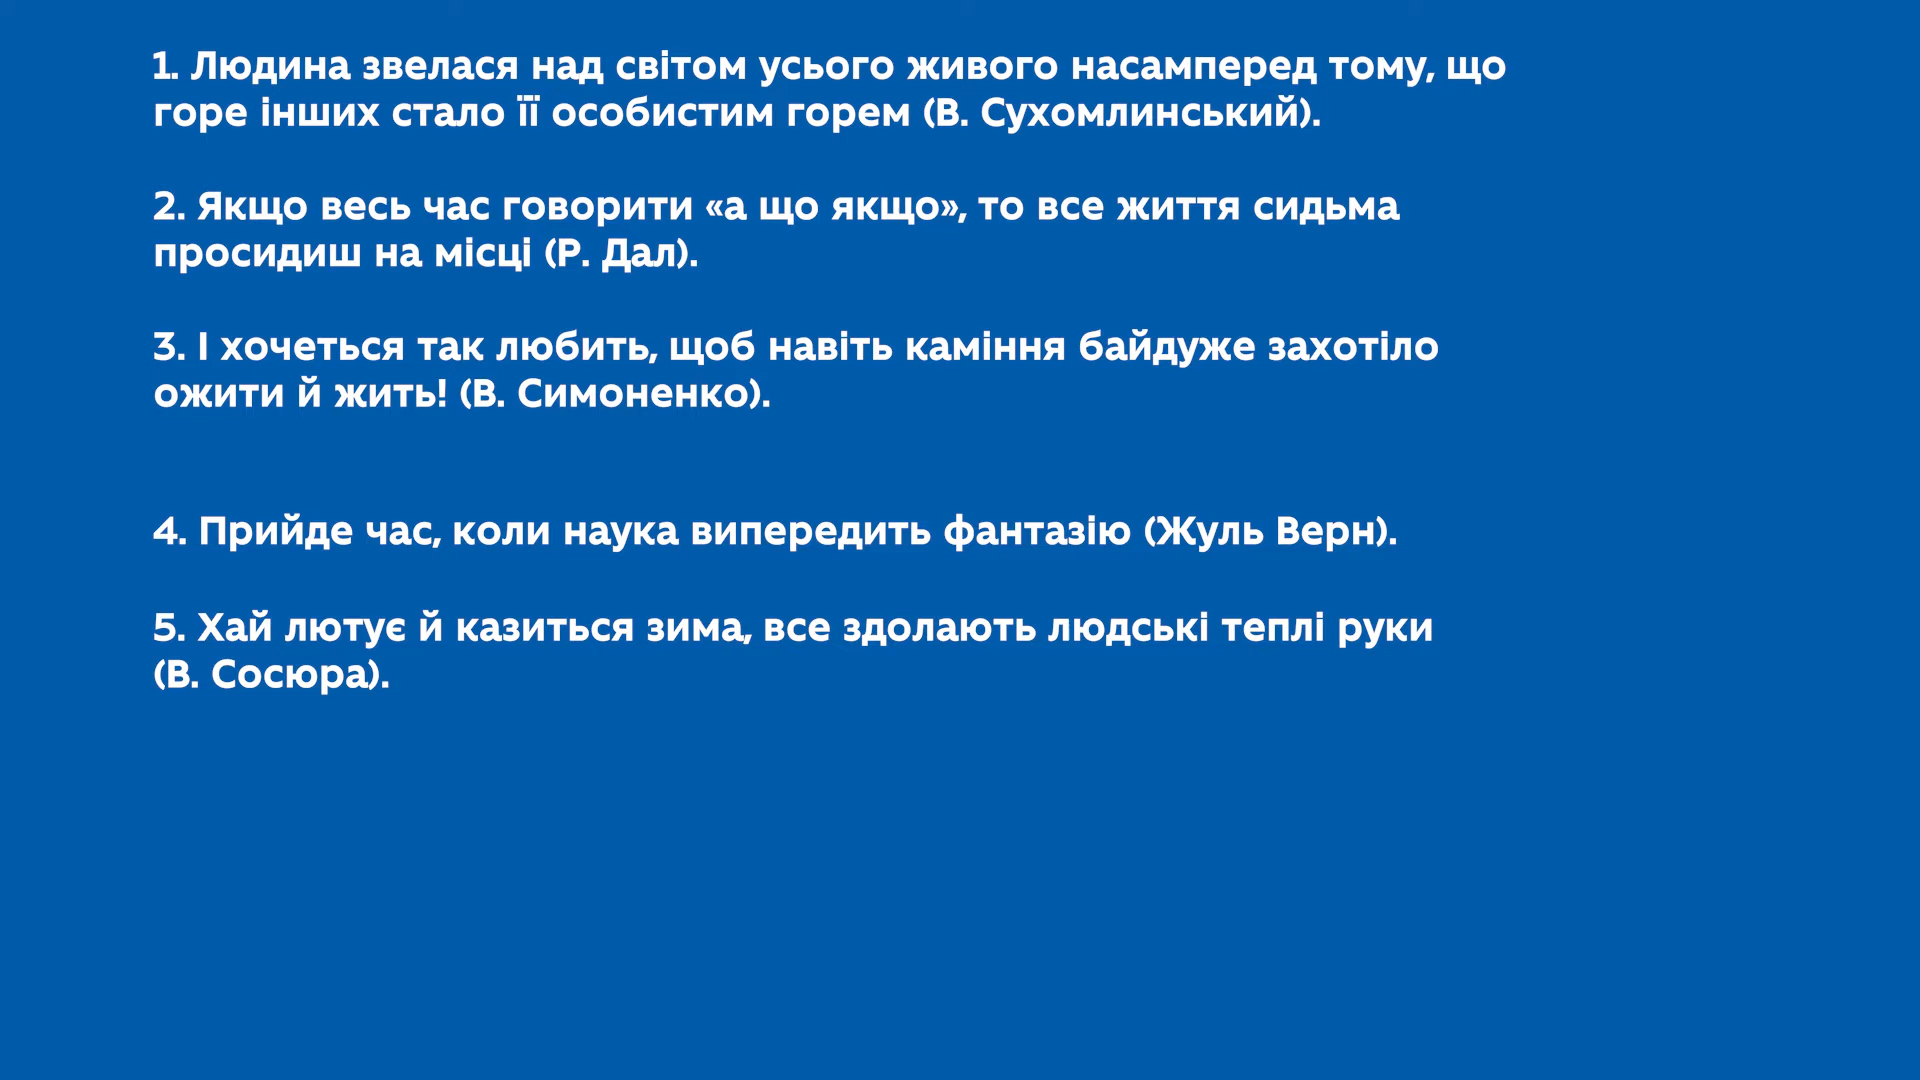 1. Людина звелася над світом усього живого насамперед тому, що
горе інших стало її особистим горем (В. Сухомлинський).
2. Якщо весь час говорити «а що якщо», то все життя сидьма
просидиш на місці (Р. Дал).
3. І хочеться так любить, щоб навіть каміння байдуже захотіло
ожити й жить! (В. Симоненко).
4. Прийде час, коли наука випередить фантазію (Жуль Верн).
5. Хай лютує й казиться зима, все здолають людські теплі руки
(В. Сосюра).